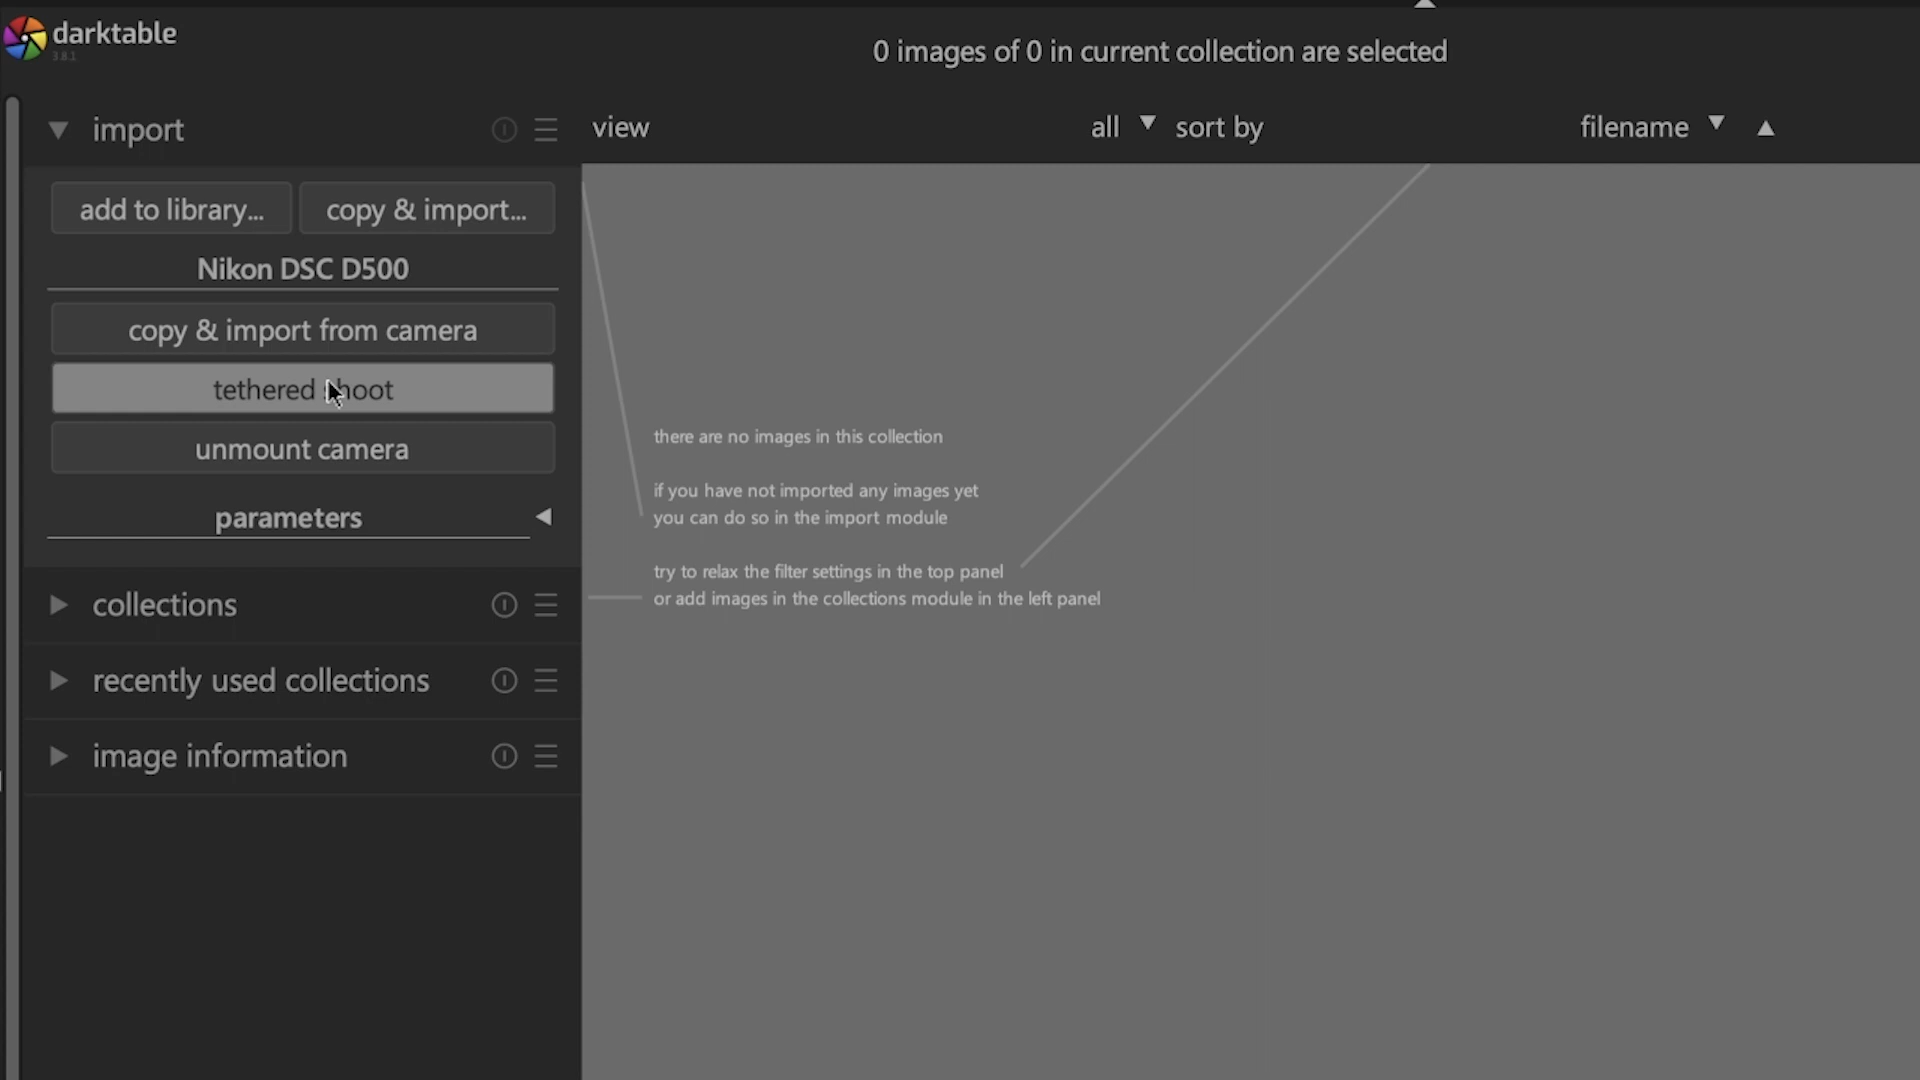 darktable
3.8.1
0 images of 0 in current collection are selected
import
view
all
sort by
filename
add to library...
copy & import...
Nikon DSC D500
copy & import from camera
tethered shoot
unmount camera
parameters
collections
recently used collections
image information
there are no images in this collection
if you have not imported any images yet
you can do so in the import module
try to relax the filter settings in the top panel
or add images in the collections module in the left panel